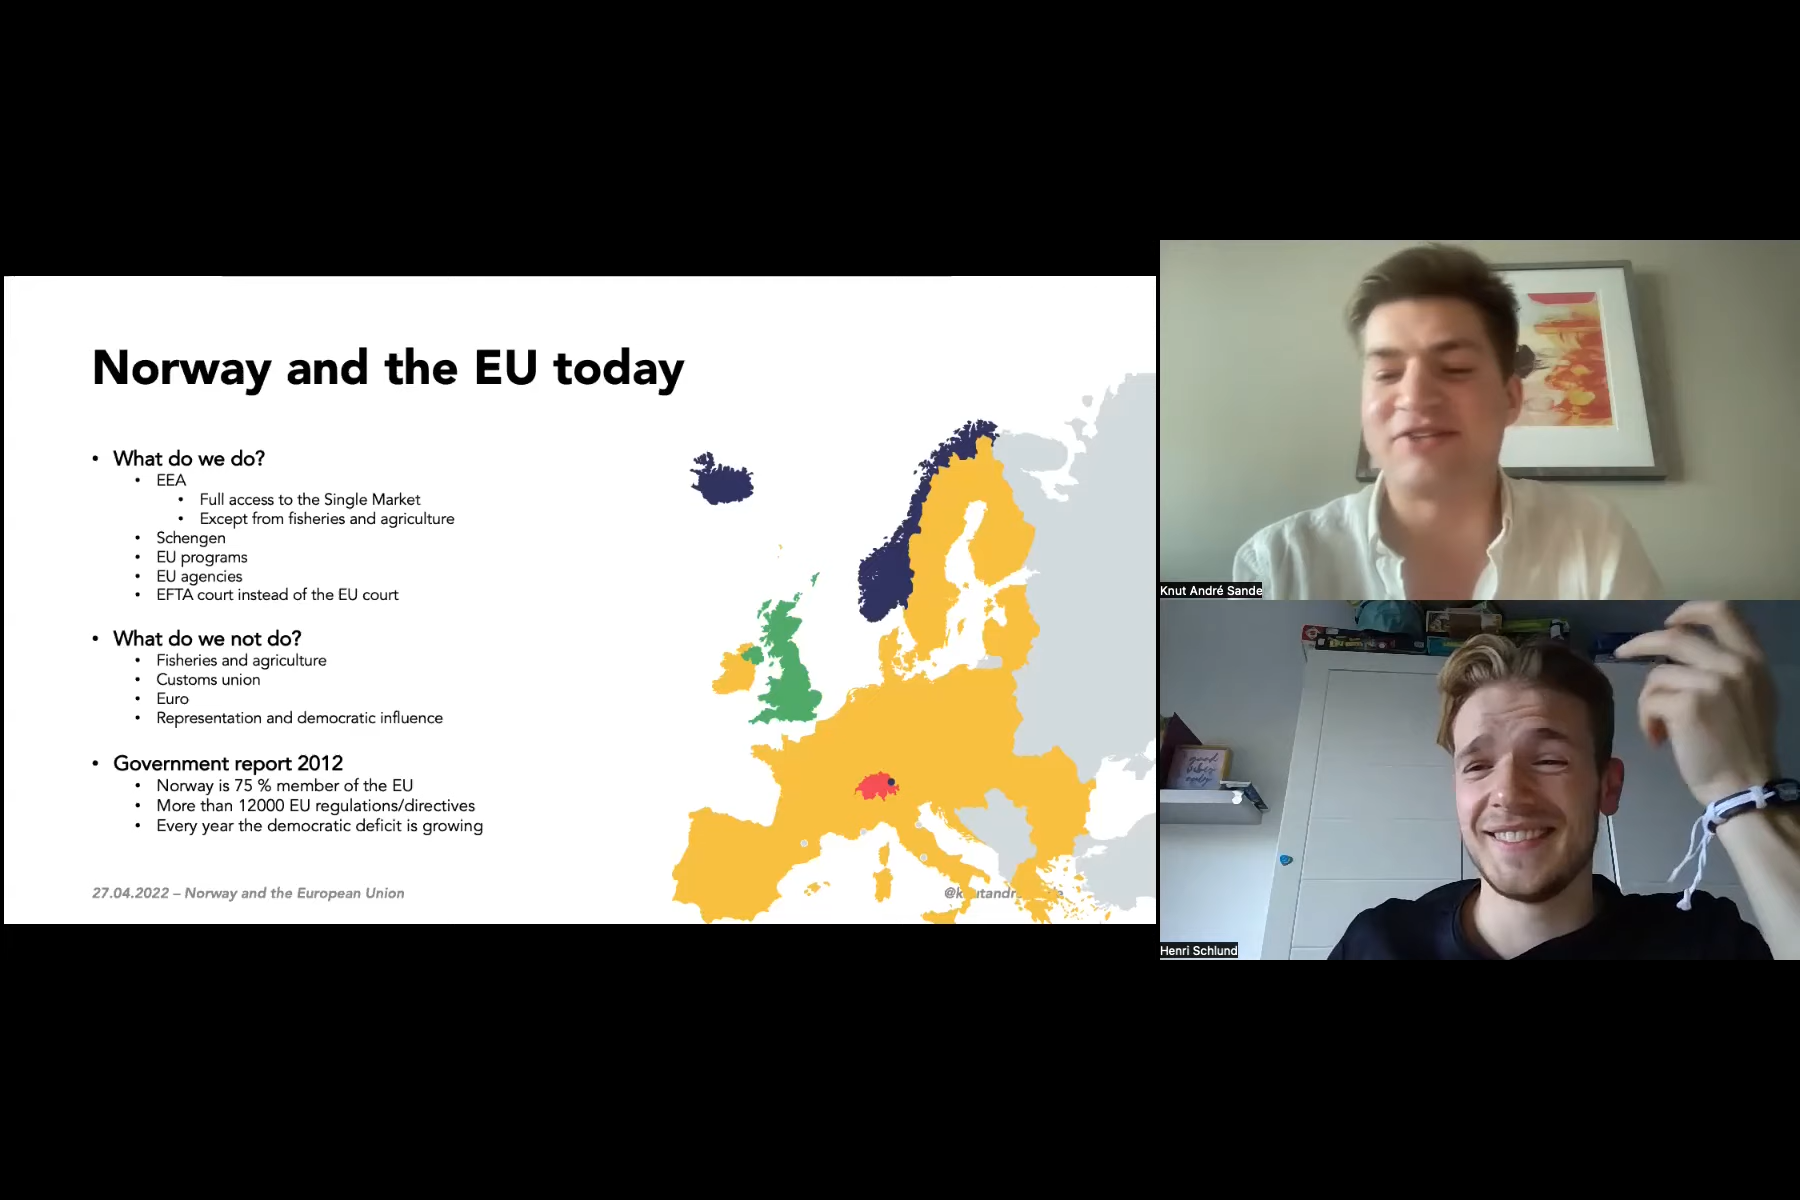 Norway and the EU today
• What do we do?
• EEA
• Full access to the Single Market
• Except from fisheries and agriculture
• Schengen
• EU programs
• EU agencies
• EFTA court instead of the EU court
• What do we not do?
• Fisheries and agriculture
• Customs union
• Euro
• Representation and democratic influence
• Government report 2012
• Norway is 75 % member of the EU
• More than 12000 EU regulations/directives
• Every year the democratic deficit is growing
27.04.2022 – Norway and the European Union
Knut André Sande
good
vibes
only
Henri Schlund